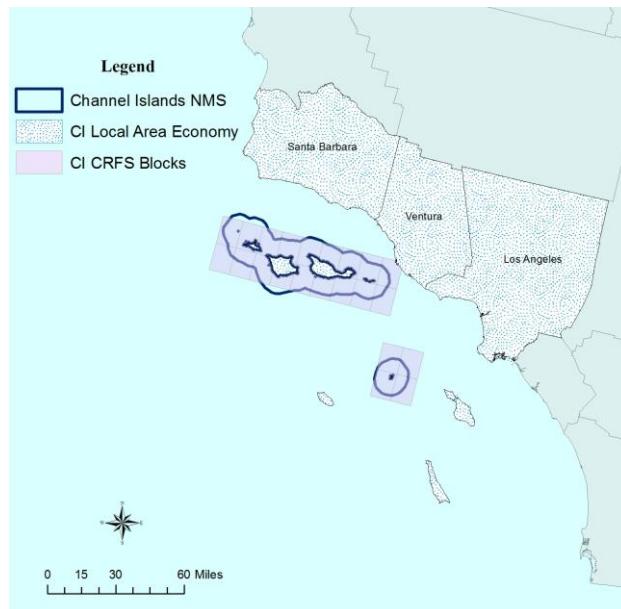 Legend
Channel Islands NMS
CI Local Area Economy
CI CRFS Blocks
Santa Barbara
Ventura
Los Angeles
0 15 30 60 Miles